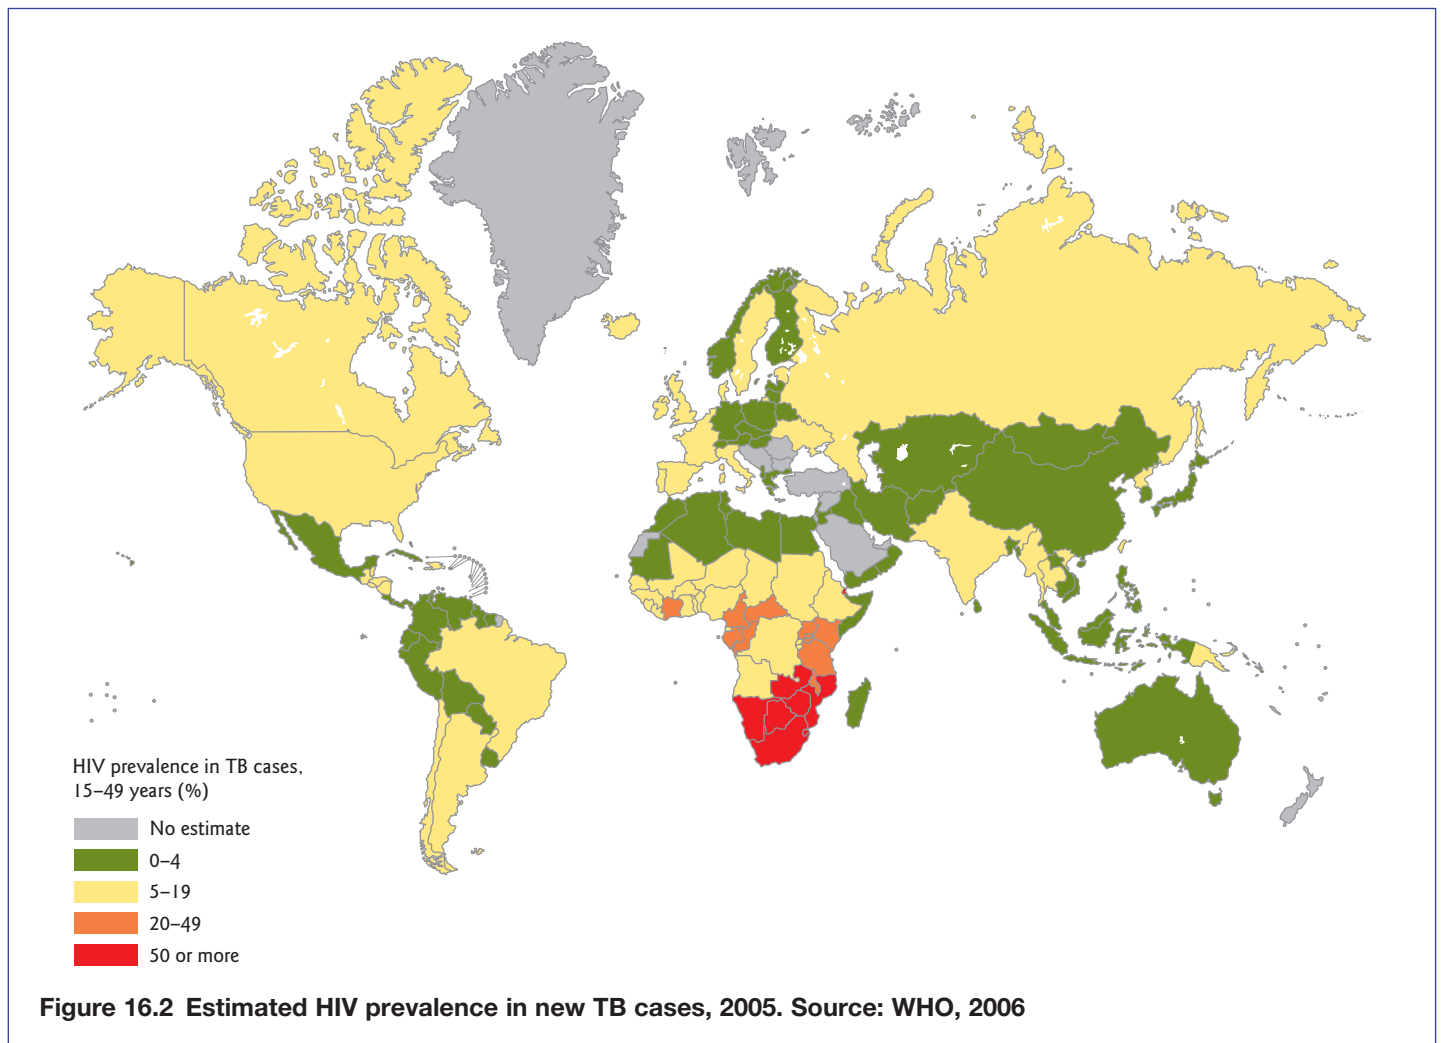 HIV prevalence in TB cases,
15–49 years (%)
No estimate
0–4
5–19
20–49
50 or more
Figure 16.2 Estimated HIV prevalence in new TB cases, 2005. Source: WHO, 2006